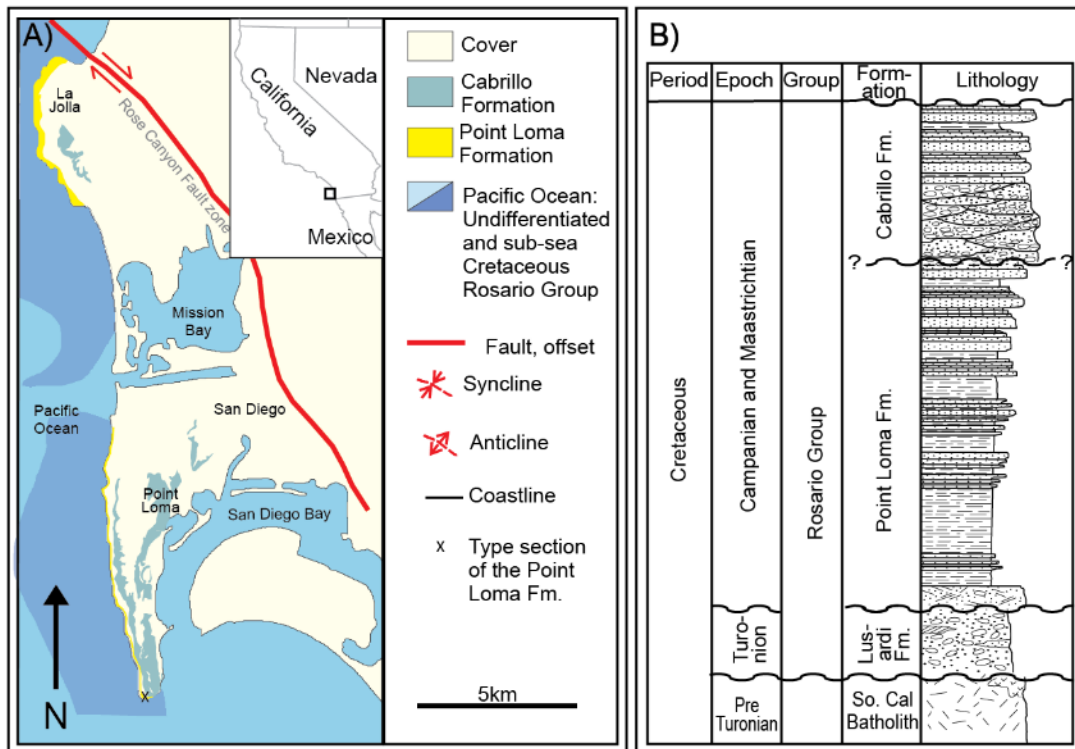 A)
La
Jolla
Rose Canyon Fault zone
Mission
Bay
Pacific
Ocean
San Diego
Point
Loma
San Diego Bay
x
N
Nevada
California
Mexico
Cover
Cabrillo
Formation
Point Loma
Formation
Pacific Ocean:
Undifferentiated
and sub-sea
Cretaceous
Rosario Group
Fault, offset
Syncline
Anticline
Coastline
x
Type section
of the Point
Loma Fm.
5km
B)
Period
Epoch
Group
Form-
ation
Lithology
Cretaceous
Campanian and Maastrichtian
Turo-
nion
Pre
Turonian
Rosario Group
Cabrillo Fm.
?
?
Point Loma Fm.
Lus-
ardi
Fm.
So. Cal
Batholith